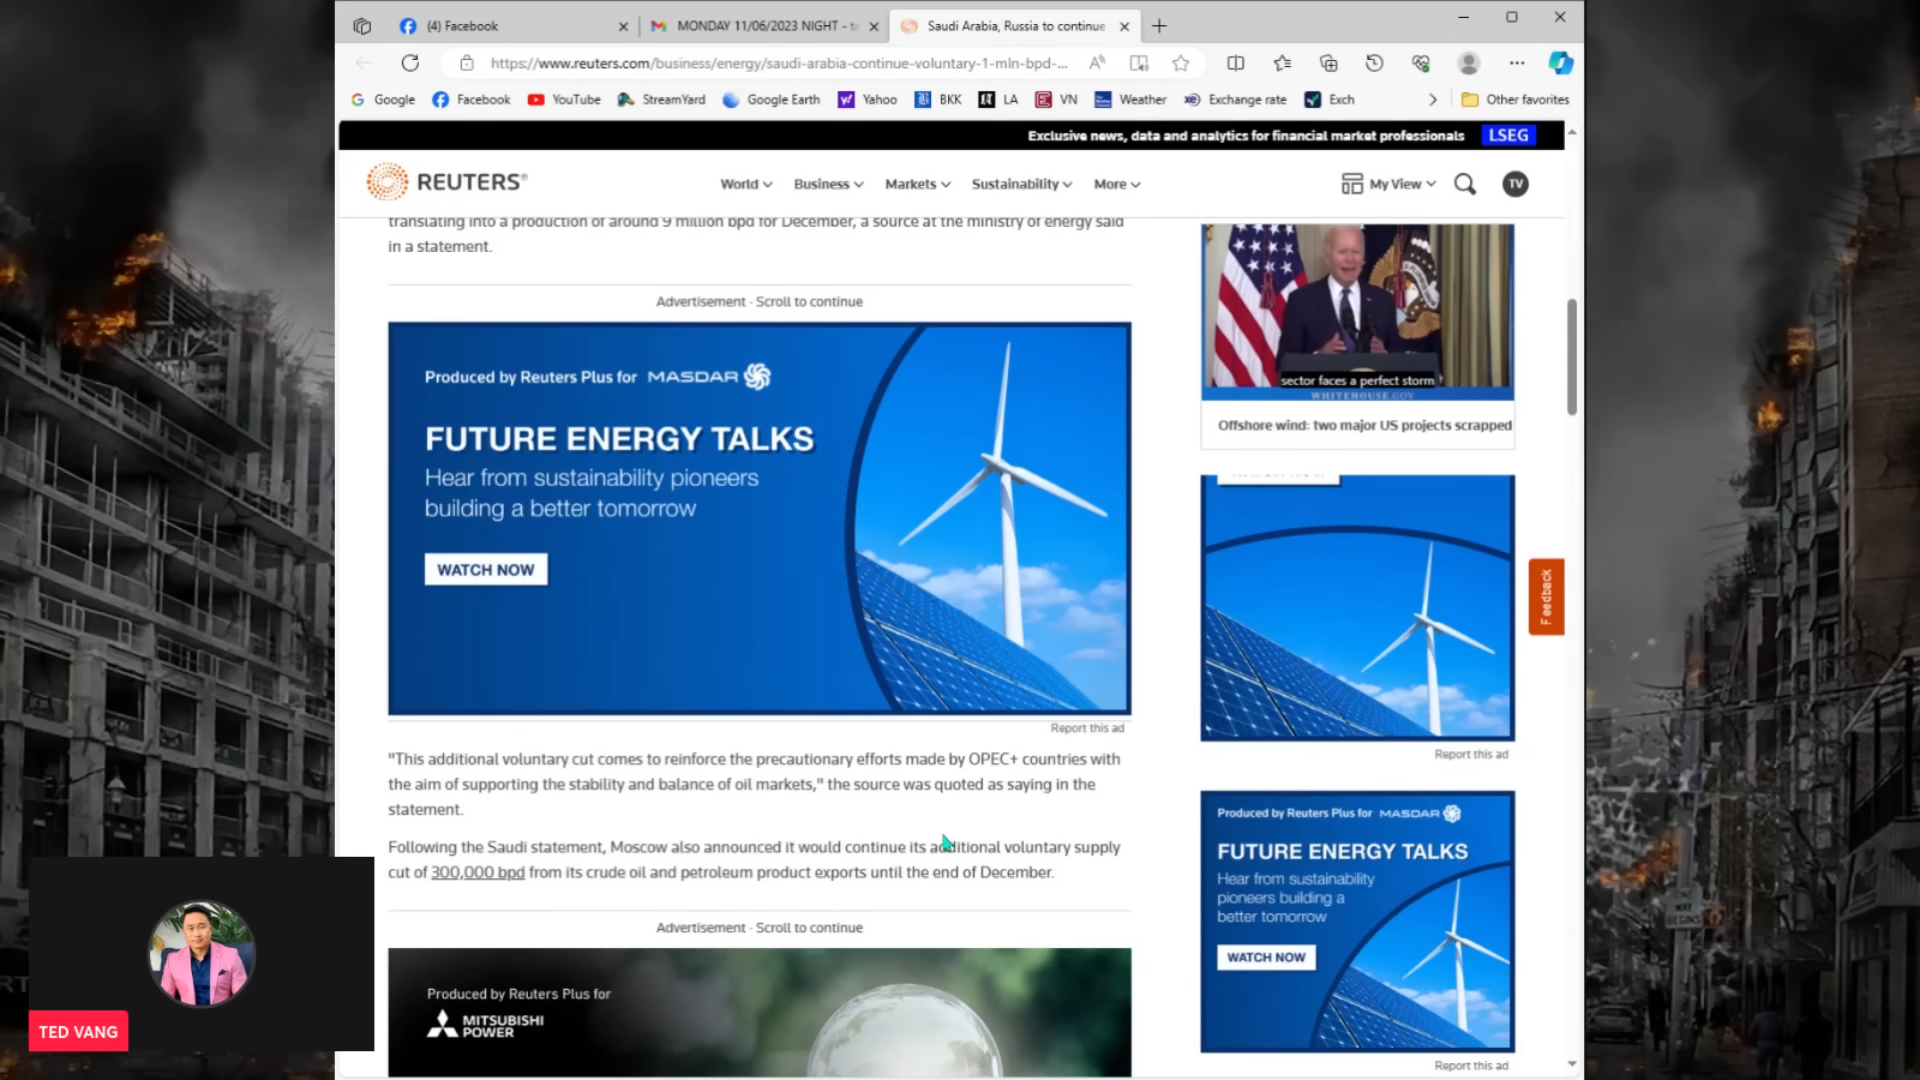 (4) Facebook
MONDAY 11/06/2023 NIGHT - t
Saudi Arabia, Russia to continue
https://www.reuters.com/business/energy/saudi-arabia-continue-voluntary-1-mln-bpd-...
Google
Facebook
YouTube
StreamYard
Google Earth
Yahoo
BKK
LA
VN
Weather
Exchange rate
Exch
Other favorites
Exclusive news, data and analytics for financial market professionals LSEG
REUTERS®
World
Business
Markets
Sustainability
More
My View
TV
translating into a production of around 9 million bpd for December, a source at the ministry of energy said
in a statement.
Advertisement · Scroll to continue
Produced by Reuters Plus for MASDAR
FUTURE ENERGY TALKS
Hear from sustainability pioneers
building a better tomorrow
WATCH NOW
Report this ad
"This additional voluntary cut comes to reinforce the precautionary efforts made by OPEC+ countries with
the aim of supporting the stability and balance of oil markets," the source was quoted as saying in the
statement.
Following the Saudi statement, Moscow also announced it would continue its additional voluntary supply
cut of 300,000 bpd from its crude oil and petroleum product exports until the end of December.
Advertisement · Scroll to continue
Produced by Reuters Plus for
MITSUBISHI
POWER
sector faces a perfect storm
WHITEHOUSE.GOV
Offshore wind: two major US projects scrapped
Report this ad
Feedback
Produced by Reuters Plus for MASDAR
FUTURE ENERGY TALKS
Hear from sustainability
pioneers building a
better tomorrow
WATCH NOW
Report this ad
TED VANG